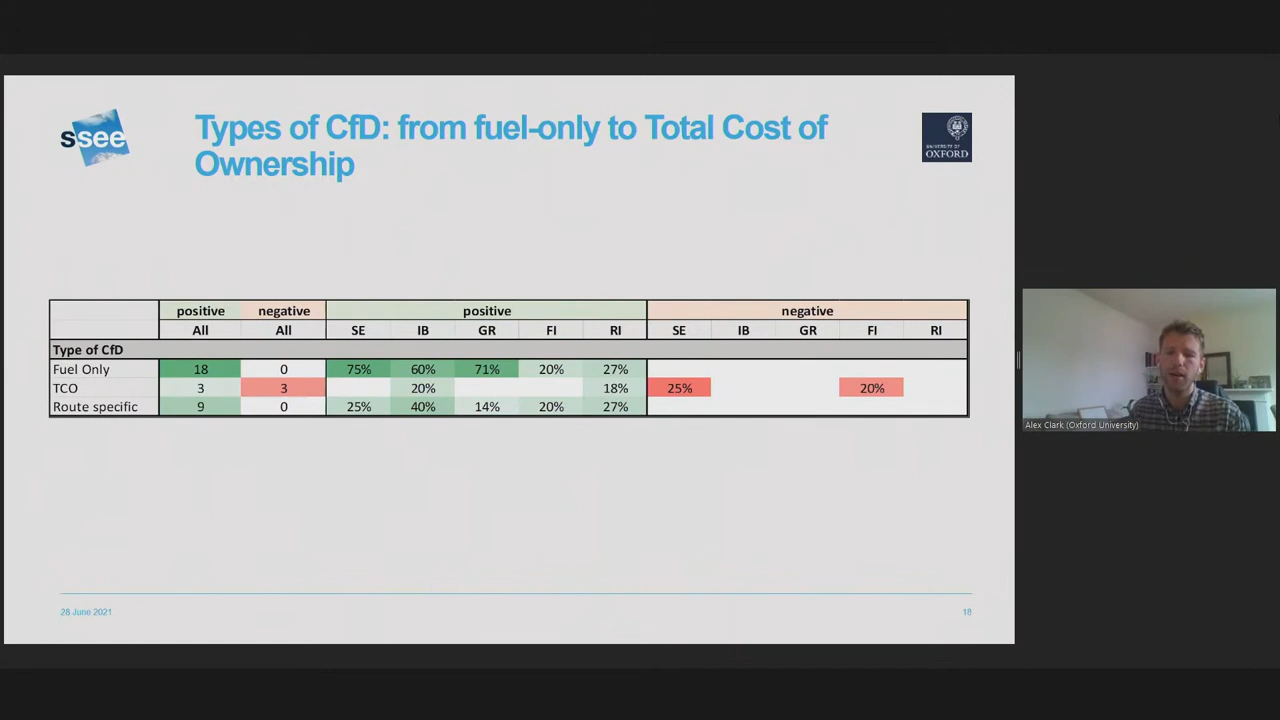 ssee
Types of CfD: from fuel-only to Total Cost of
Ownership
UNIVERSITY OF
OXFORD
positive negative positive negative
All All SE IB GR FI RI SE IB GR FI RI
Type of CfD
Fuel Only 18 0 75% 60% 71% 20% 27%
TCO 3 3 20% 18% 25% 20%
Route specific 9 0 25% 40% 14% 20% 27%
Alex Clark (Oxford University)
28 June 2021 18